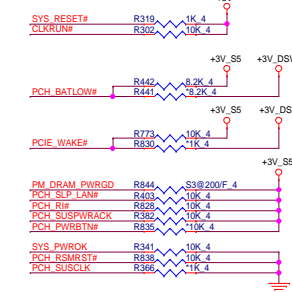 SYS_RESET# R319 1K_4
CLKRUN# R302 10K_4
+3V_S5
R442 8.2K_4
PCH_BATLOW# R441 *8.2K_4
+3V_S5
R773 10K_4
PCIE_WAKE# R830 *1K_4
+3V_S5
PM_DRAM_PWRGD R844 S3@200/F_4
PCH_SLP_LAN# R403 *10K_4
PCH_RI# R828 10K_4
PCH_SUSPWRACK R382 *10K_4
PCH_PWRBTN# R835 *10K_4
SYS_PWROK R341 10K_4
PCH_RSMRST# R838 10K_4
PCH_SUSCLK R366 *1K_4